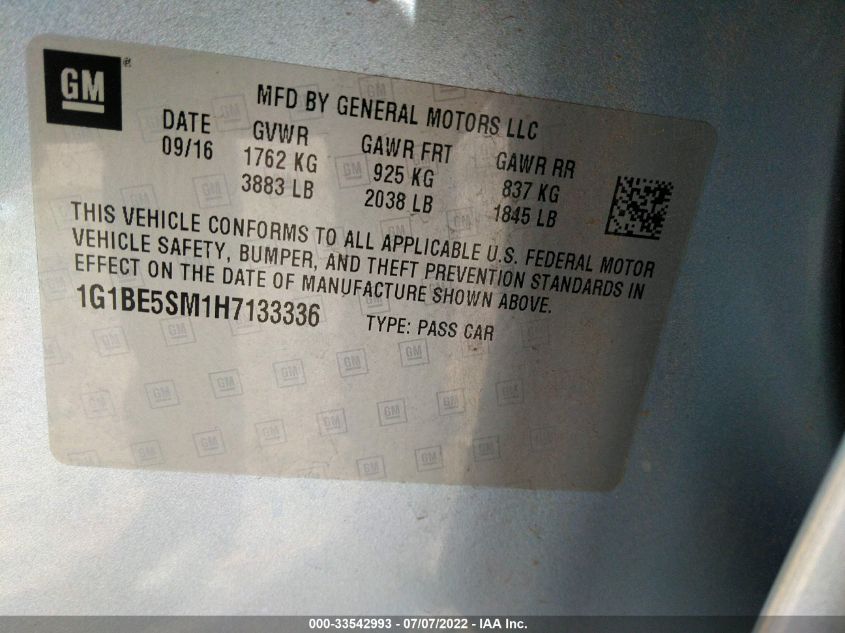 GM®
MFD BY GENERAL MOTORS LLC
DATE GVWR GAWR FRT GAWR RR
09/16 1762 KG 925 KG 837 KG
3883 LB 2038 LB 1845 LB
THIS VEHICLE CONFORMS TO ALL APPLICABLE U.S. FEDERAL MOTOR
VEHICLE SAFETY, BUMPER, AND THEFT PREVENTION STANDARDS IN
EFFECT ON THE DATE OF MANUFACTURE SHOWN ABOVE.
1G1BE5SM1H7133336 TYPE: PASS CAR
000-33542993 - 07/07/2022 - IAA Inc.